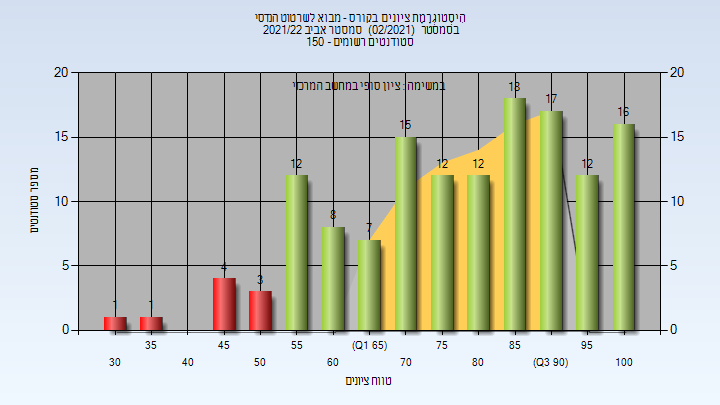 היסטוגרמת ציונים בקורס - מבוא לשרטוט הנדסי
בסמסטר (02/2021) סמסטר אביב 2021/22
סטודנטים רשומים - 150
במשימה : ציון סופי במחשב המרכזי
20 20
15 15
10 10
5 5
0 0
מספר סטודנטים
1 1 4 3 12 8 7 15 12 12 18 17 12 16
35 45 55 (Q1 65) 75 85 95
30 40 50 60 70 80 (Q3 90) 100
טווח ציונים